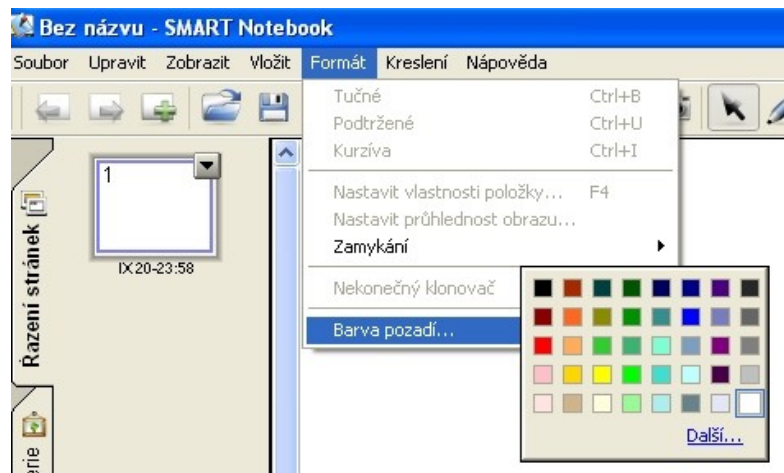 Bez názvu - SMART Notebook
Soubor Upravit Zobrazit Vložit Formát Kreslení Nápověda
Tučné Ctrl+B
Podtržené Ctrl+U
Kurzíva Ctrl+I
Nastavit vlastnosti položky... F4
Nastavit průhlednost obrazu...
Zamykání
Nekonečný klonovač
Barva pozadí...
Další...
1
IX 20-23:58
Řazení stránek
erie